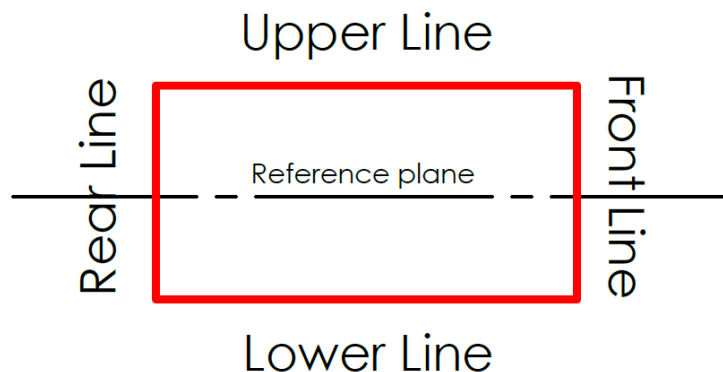 Upper Line
Rear Line
Reference plane
Front Line
Lower Line